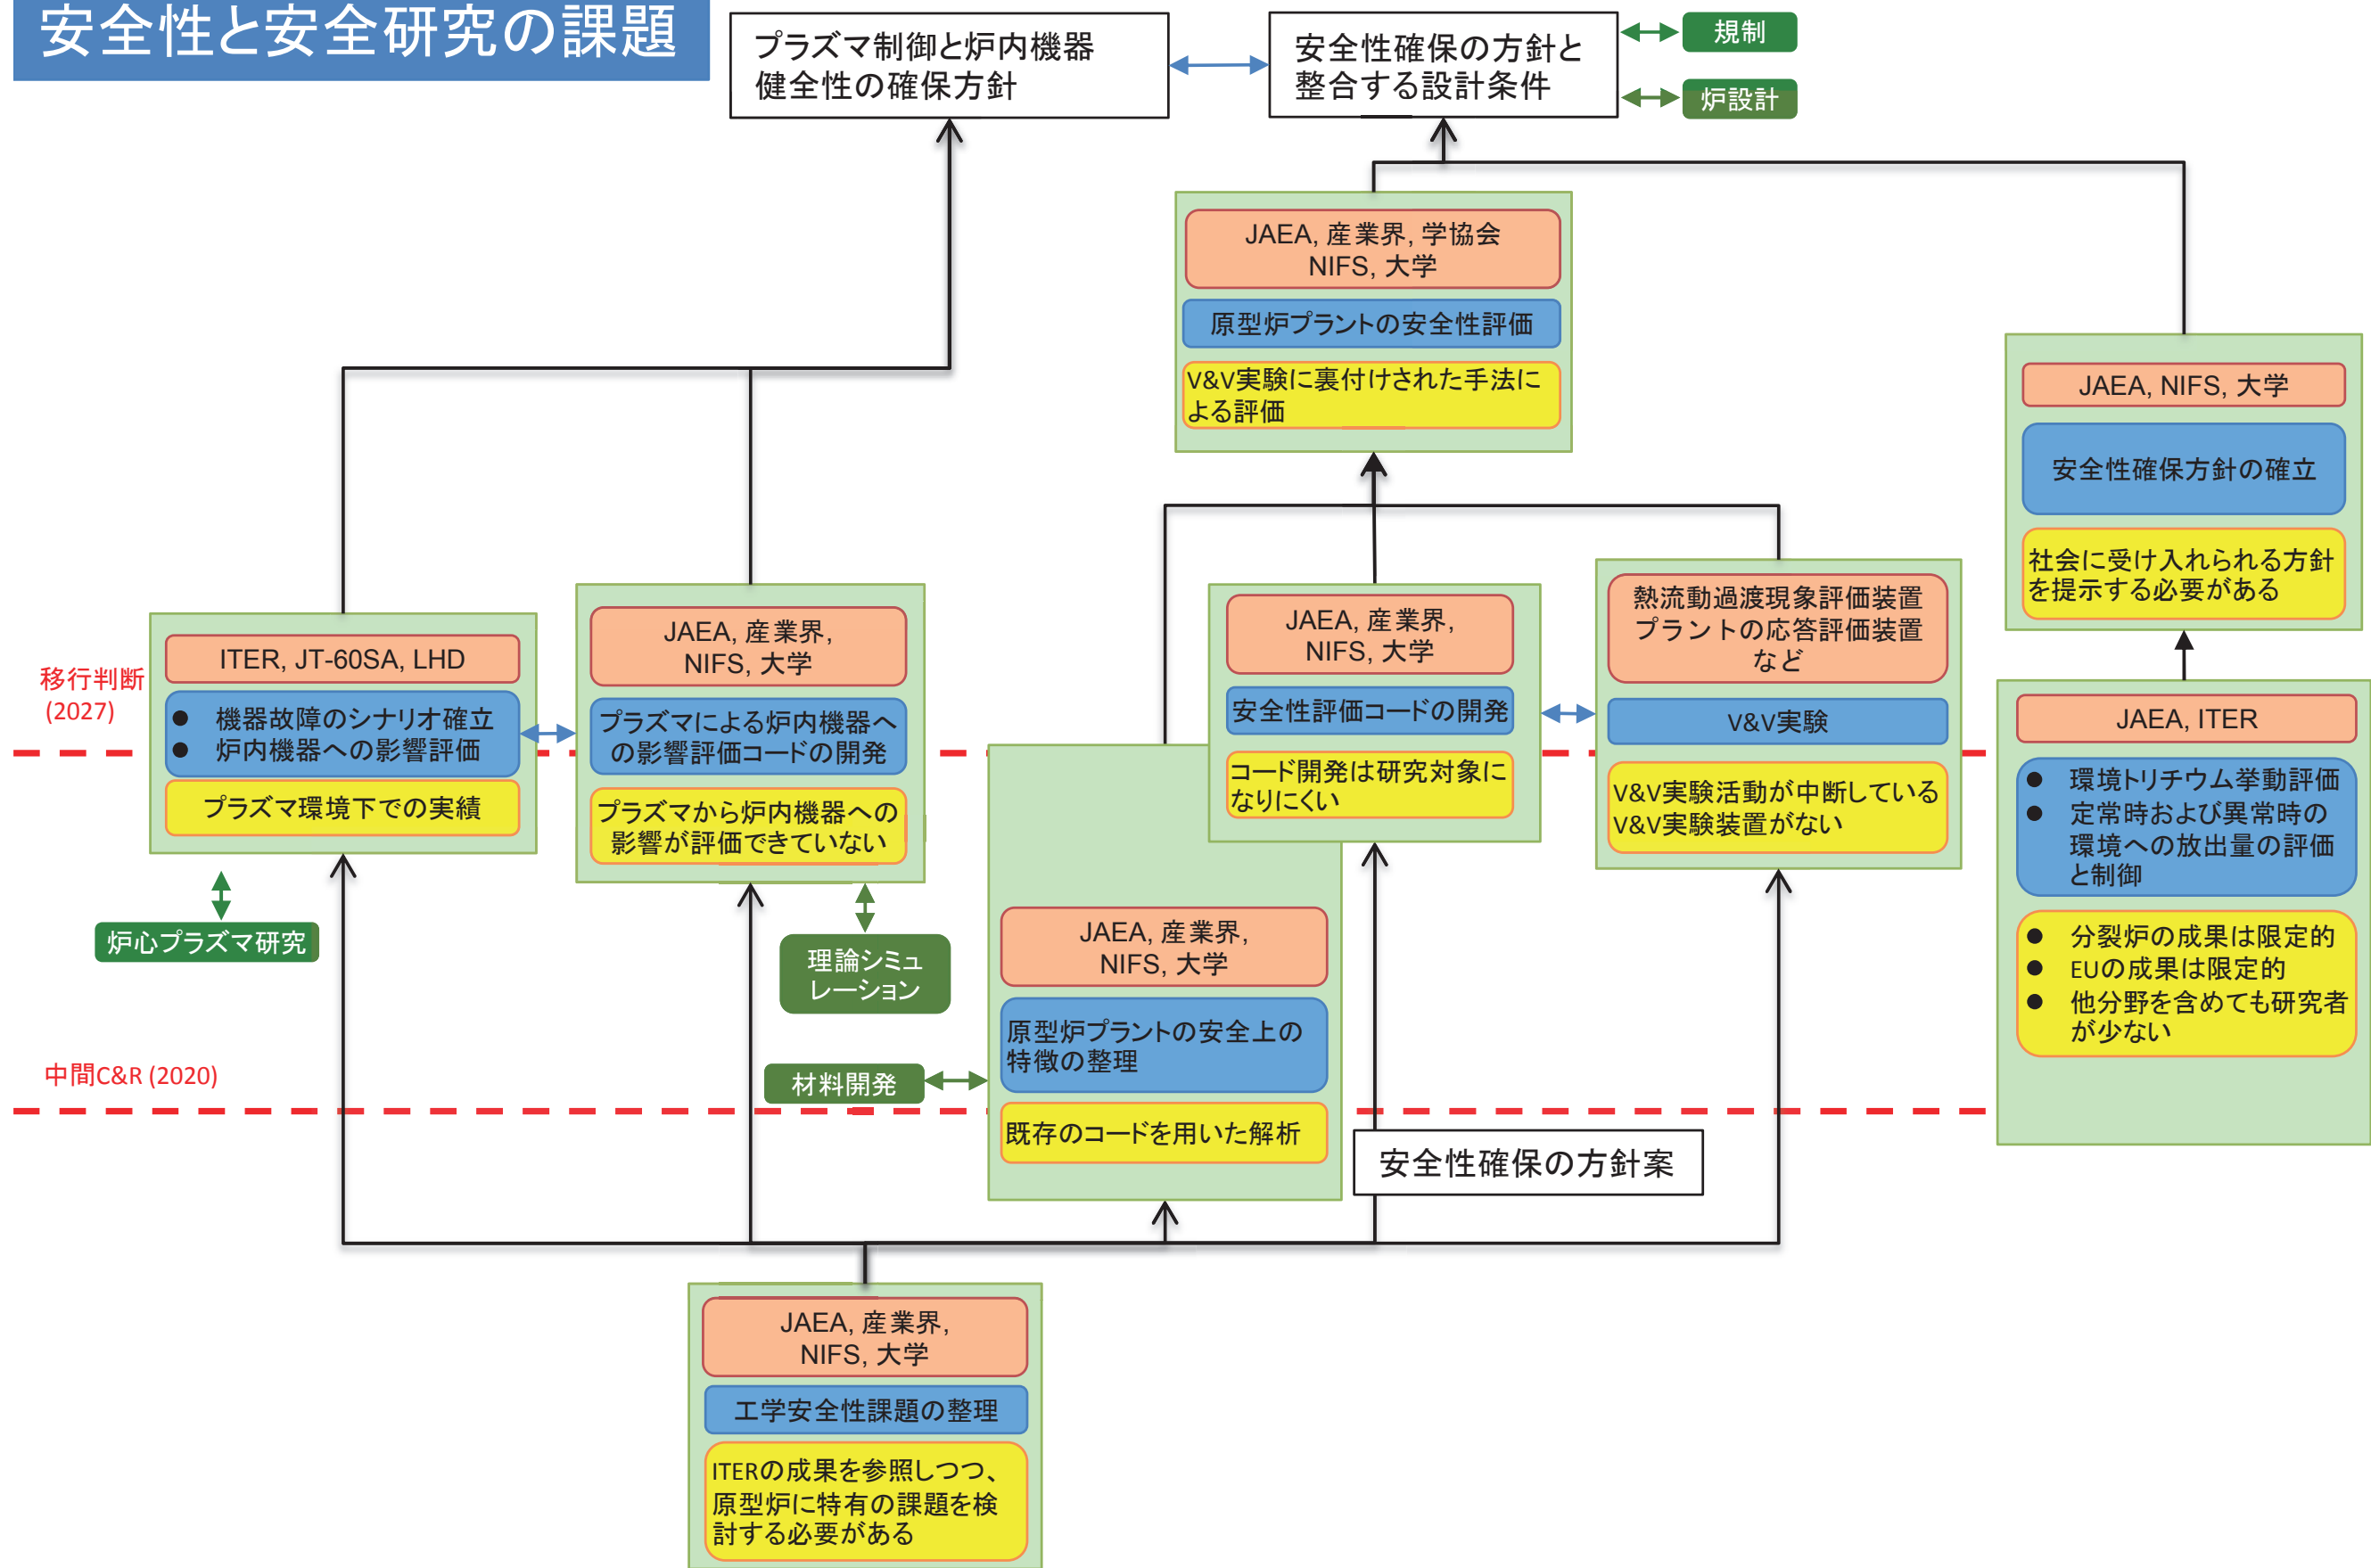 安全性と安全研究の課題
プラズマ制御と炉内機器
健全性の確保方針
安全性確保の方針と
整合する設計条件
規制
炉設計
JAEA, 産業界, 学協会
NIFS, 大学
原型炉プラントの安全性評価
V&V実験に裏付けされた手法に
よる評価
JAEA, NIFS, 大学
安全性確保方針の確立
社会に受け入れられる方針
を提示する必要がある
移行判断
(2027)
ITER, JT-60SA, LHD
● 機器故障のシナリオ確立
● 炉内機器への影響評価
プラズマ環境下での実績
JAEA, 産業界,
NIFS, 大学
プラズマによる炉内機器へ
の影響評価コードの開発
プラズマから炉内機器への
影響が評価できていない
JAEA, 産業界,
NIFS, 大学
安全性評価コードの開発
コード開発は研究対象に
なりにくい
熱流動過渡現象評価装置
プラントの応答評価装置
など
V&V実験
V&V実験活動が中断している
V&V実験装置がない
JAEA, ITER
● 環境トリチウム挙動評価
● 定常時および異常時の
環境への放出量の評価
と制御
● 分裂炉の成果は限定的
● EUの成果は限定的
● 他分野を含めても研究者
が少ない
炉心プラズマ研究
理論シミュ
レーション
材料開発
JAEA, 産業界,
NIFS, 大学
原型炉プラントの安全上の
特徴の整理
既存のコードを用いた解析
中間C&R (2020)
安全性確保の方針案
JAEA, 産業界,
NIFS, 大学
工学安全性課題の整理
ITERの成果を参照しつつ、
原型炉に特有の課題を検
討する必要がある